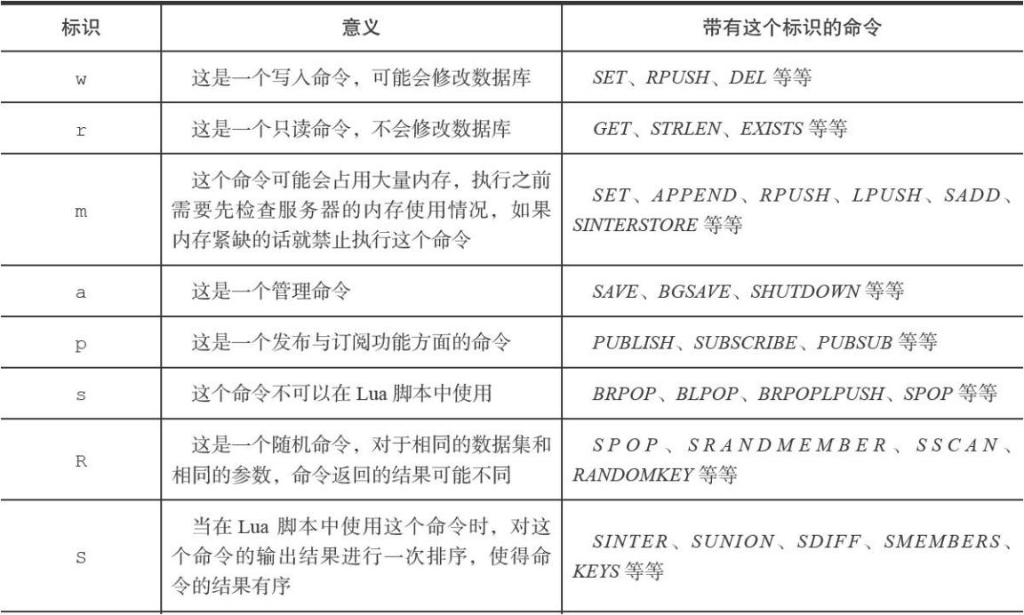 标识 意义 带有这个标识的命令
w 这是一个写入命令，可能会修改数据库 SET、RPUSH、DEL 等等
r 这是一个只读命令，不会修改数据库 GET、STRLEN、EXISTS 等等
m 这个命令可能会占用大量内存，执行之前
需要先检查服务器的内存使用情况，如果
内存紧缺的话就禁止执行这个命令
SET、APPEND、RPUSH、LPUSH、SADD、
SINTERSTORE 等等
a 这是一个管理命令 SAVE、BGSAVE、SHUTDOWN 等等
p 这是一个发布与订阅功能方面的命令 PUBLISH、SUBSCRIBE、PUBSUB 等等
s 这个命令不可以在 Lua 脚本中使用 BRPOP、BLPOP、BRPOPLPUSH、SPOP 等等
R 这是一个随机命令，对于相同的数据集和
相同的参数，命令返回的结果可能不同
SPOP、SRANDMEMBER、SSCAN、
RANDOMKEY 等等
S 当在 Lua 脚本中使用这个命令时，对这
个命令的输出结果进行一次排序，使得命
令的结果有序
SINTER、SUNION、SDIFF、SMEMBERS、
KEYS 等等